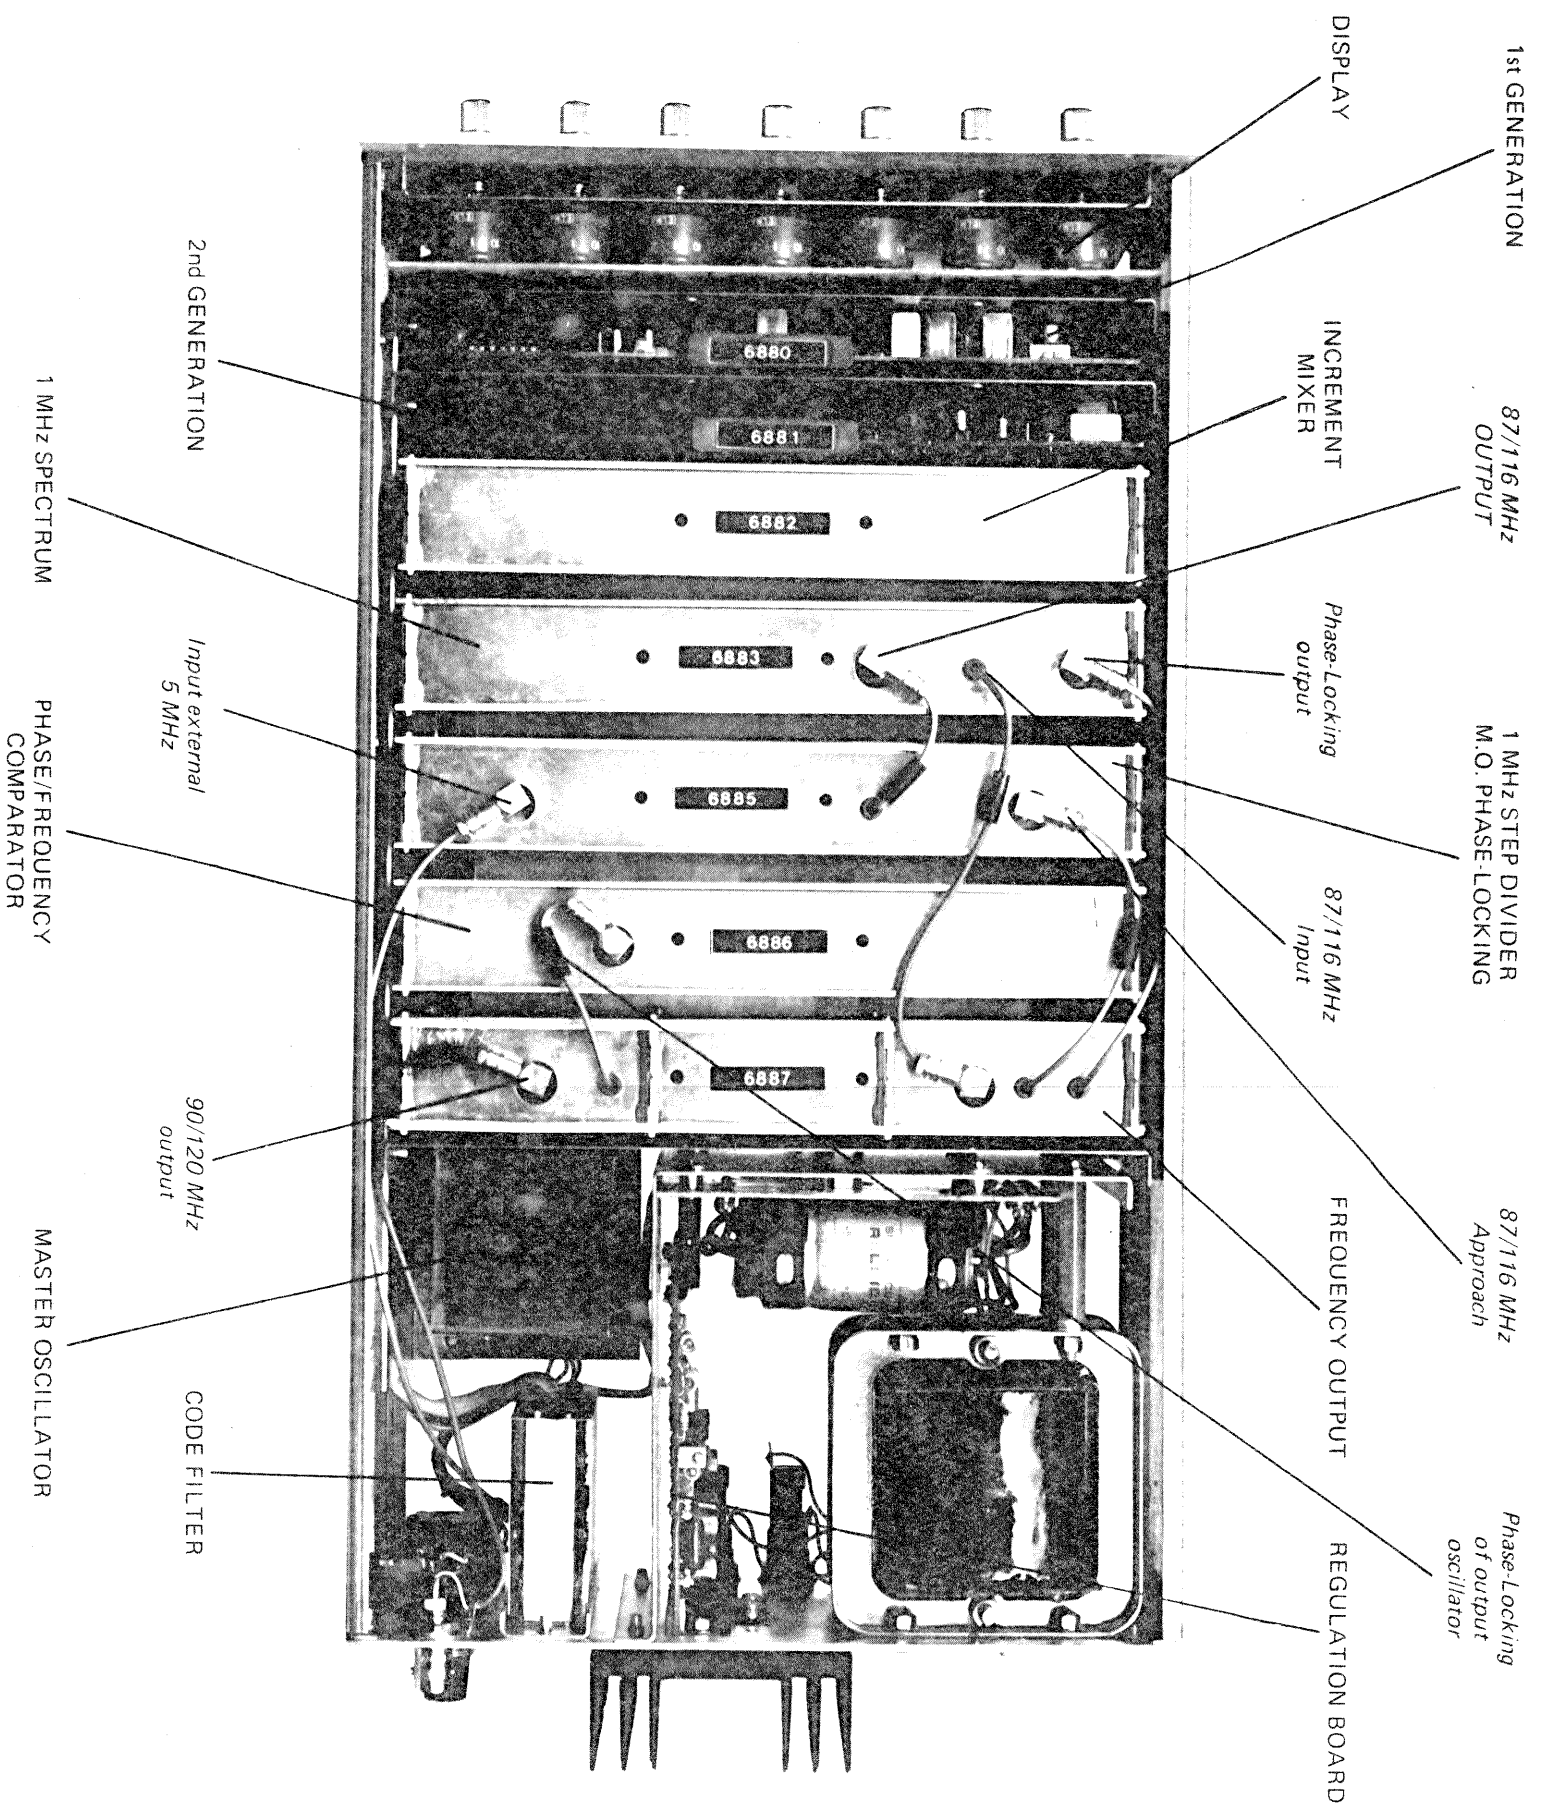 DISPLAY
1st GENERATION
INCREMENT
MIXER
87/116 MHz
OUTPUT
Phase-Locking
output
1 MHz STEP DIVIDER
M.O. PHASE-LOCKING
87/116 MHz
Input
87/116 MHz
Approach
FREQUENCY OUTPUT
Phase-Locking
of output
oscillator
REGULATION BOARD
6880
6881
6882
6883
6885
6886
6887
2nd GENERATION
1 MHz SPECTRUM
Input external
5 MHz
PHASE/FREQUENCY
COMPARATOR
90/120 MHz
output
MASTER OSCILLATOR
CODE FILTER